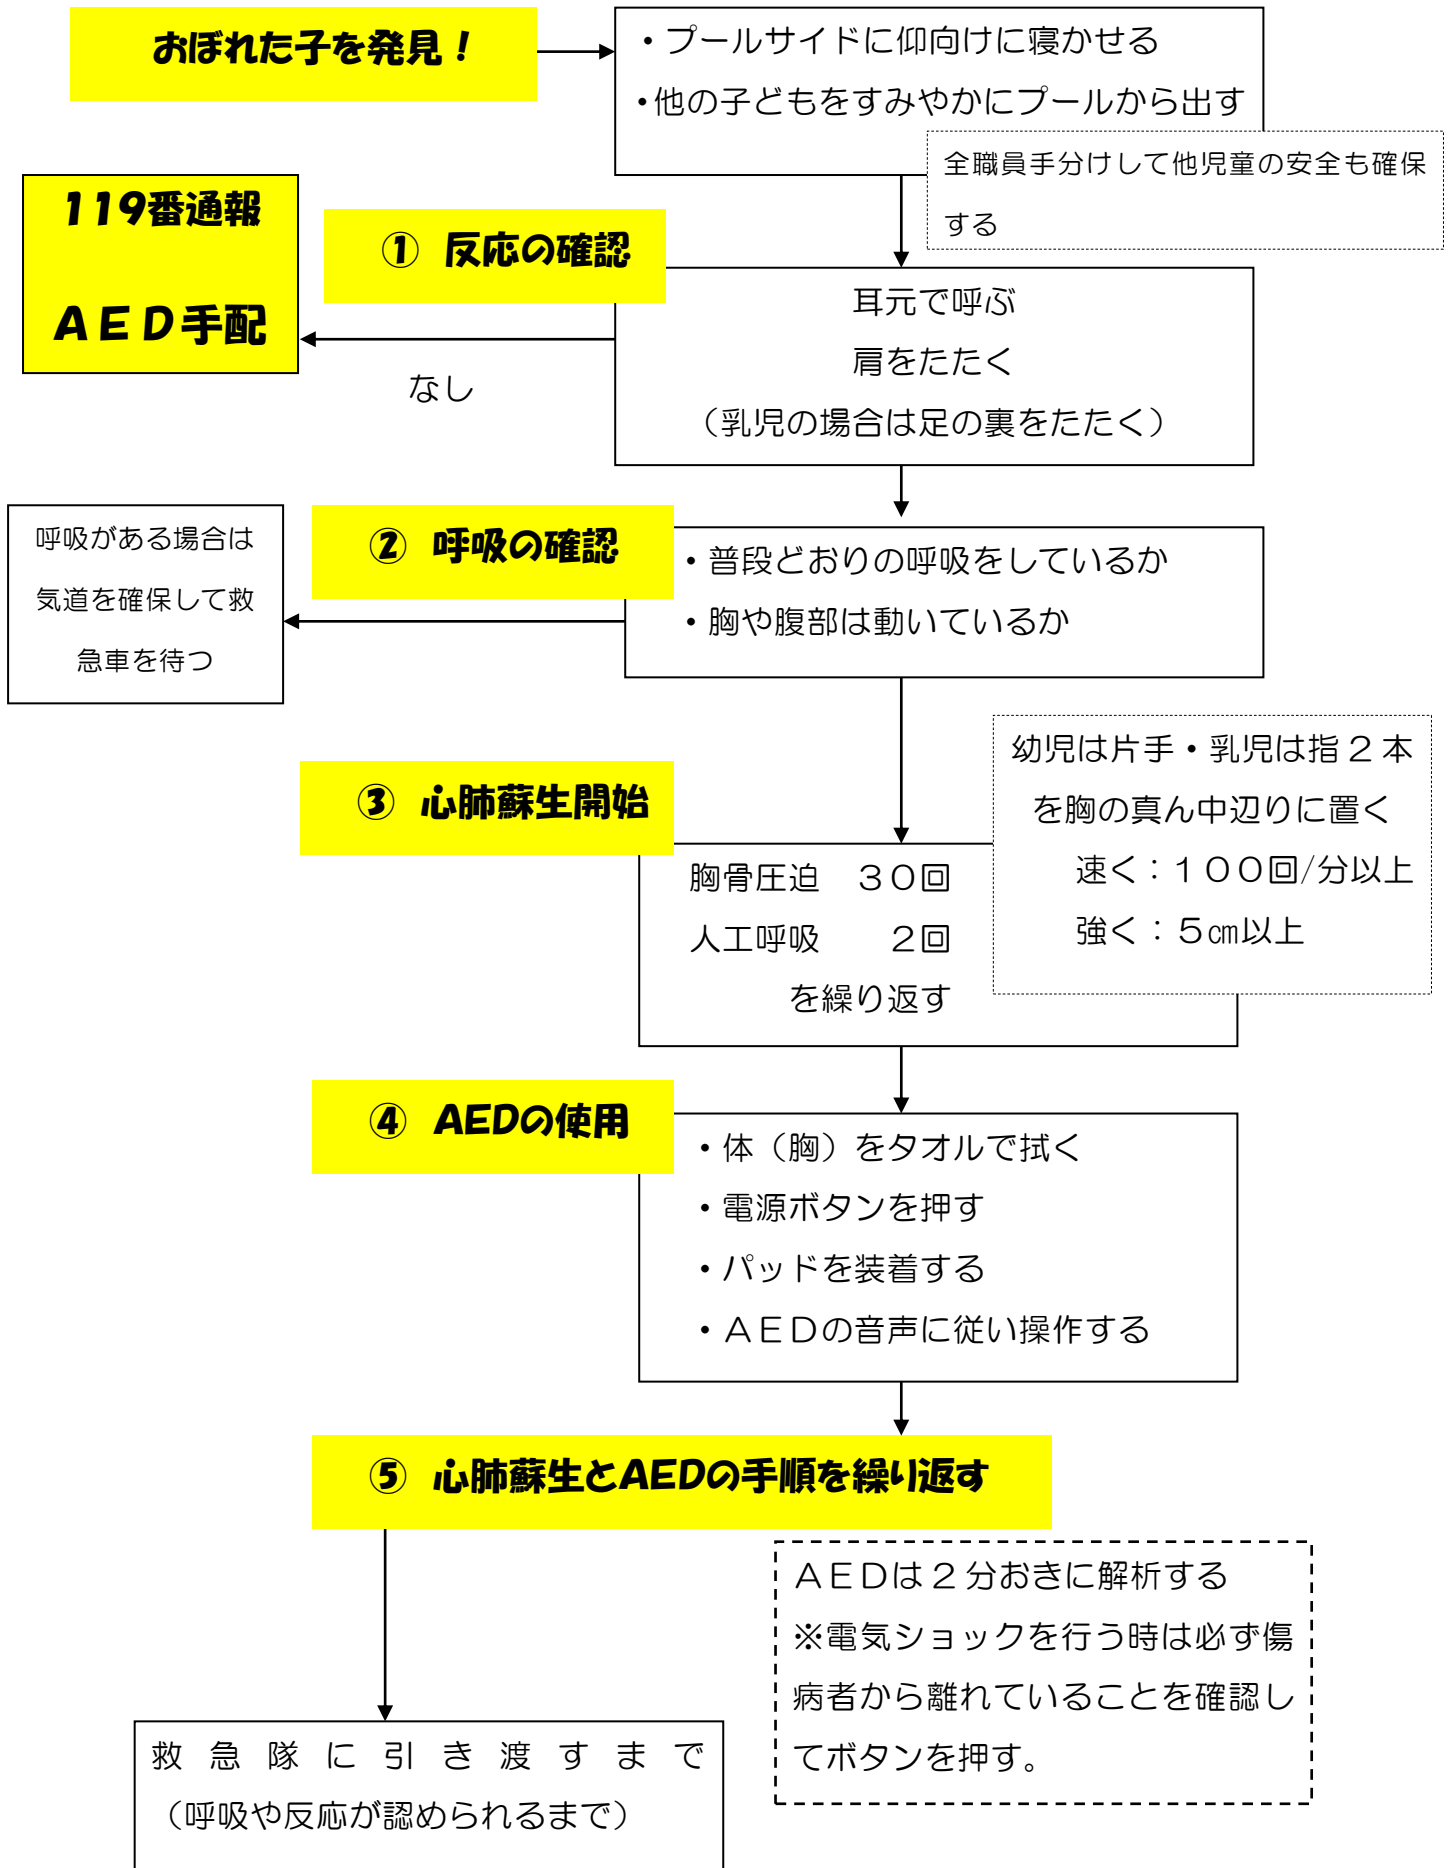 おぼれた子を発見！
・プールサイドに仰向けに寝かせる
・他の子どもをすみやかにプールから出す
全職員手分けして他児童の安全も確保
する
119番通報
ＡＥＤ手配
① 反応の確認
耳元で呼ぶ
肩をたたく
（乳児の場合は足の裏をたたく）
なし
② 呼吸の確認
・普段どおりの呼吸をしているか
・胸や腹部は動いているか
呼吸がある場合は
気道を確保して救
急車を待つ
③ 心肺蘇生開始
胸骨圧迫　３０回
人工呼吸　　２回
を繰り返す
幼児は片手・乳児は指２本
を胸の真ん中辺りに置く
速く：１００回/分以上
強く：５㎝以上
④ AEDの使用
・体（胸）をタオルで拭く
・電源ボタンを押す
・パッドを装着する
・ＡＥＤの音声に従い操作する
⑤ 心肺蘇生とAEDの手順を繰り返す
ＡＥＤは２分おきに解析する
※電気ショックを行う時は必ず傷
病者から離れていることを確認し
てボタンを押す。
救急隊に引き渡すまで
（呼吸や反応が認められるまで）